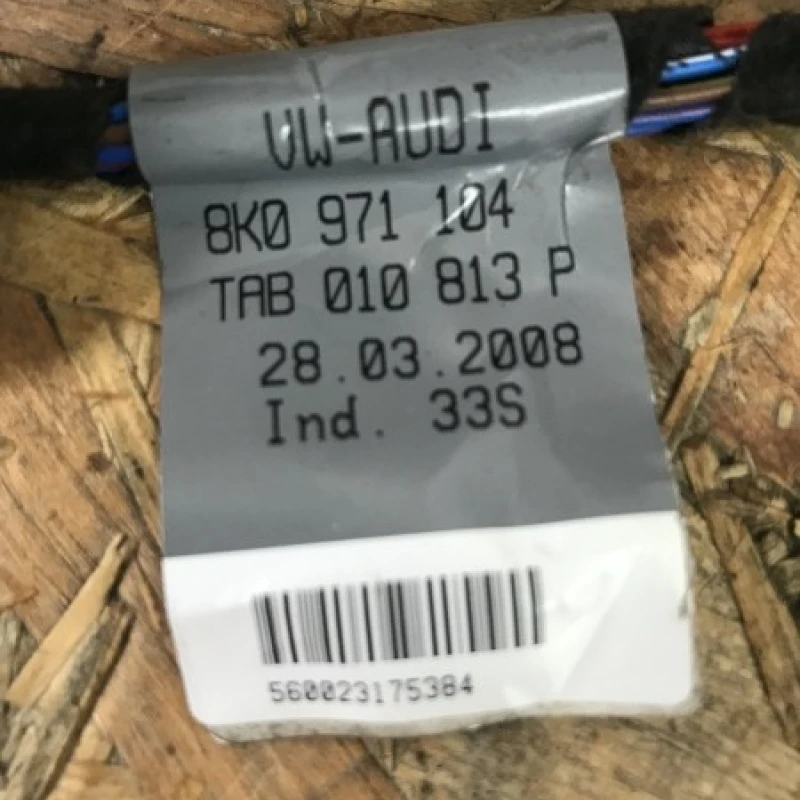 VW-AUDI
8K0 971 104
TAB 010 813 P
28.03.2008
Ind. 33S
560023175384